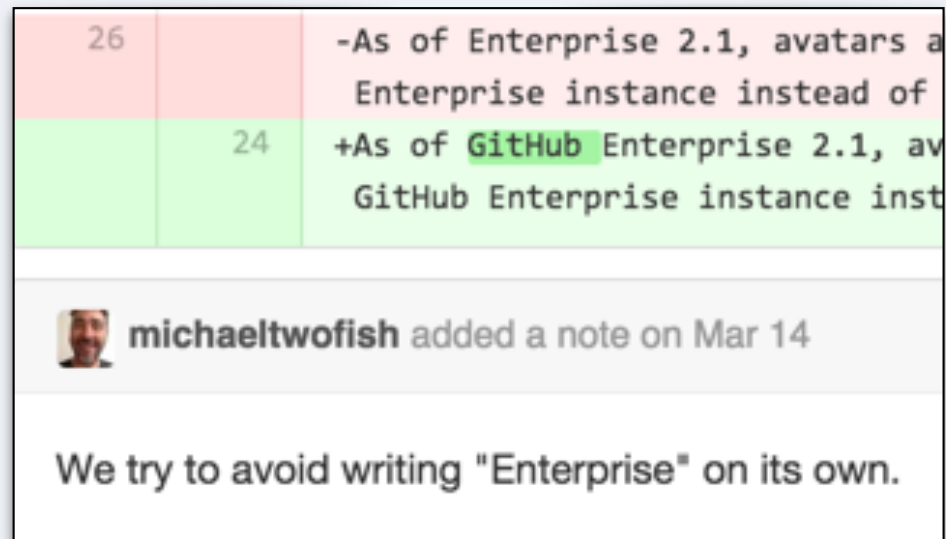 26 -As of Enterprise 2.1, avatars a
Enterprise instance instead of
24 +As of GitHub Enterprise 2.1, av
GitHub Enterprise instance inst
michaeltwofish added a note on Mar 14
We try to avoid writing "Enterprise" on its own.